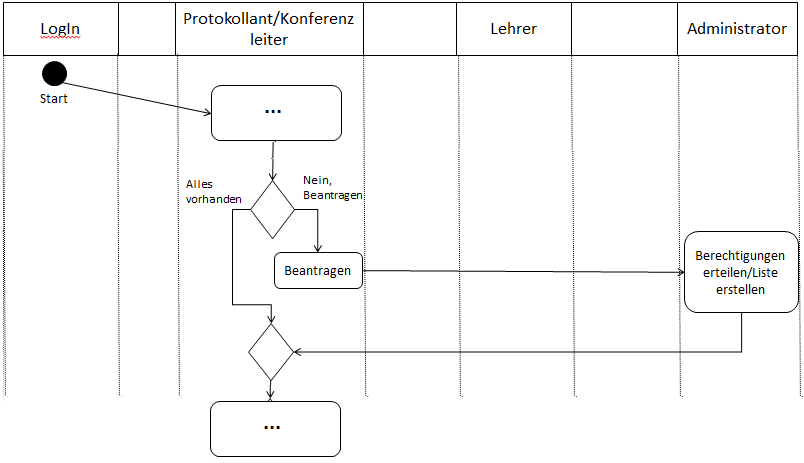 LogIn
Protokollant/Konferenz
leiter
Lehrer
Administrator
Start
...
Alles
vorhanden
Nein,
Beantragen
Beantragen
Berechtigungen
erteilen/Liste
erstellen
...